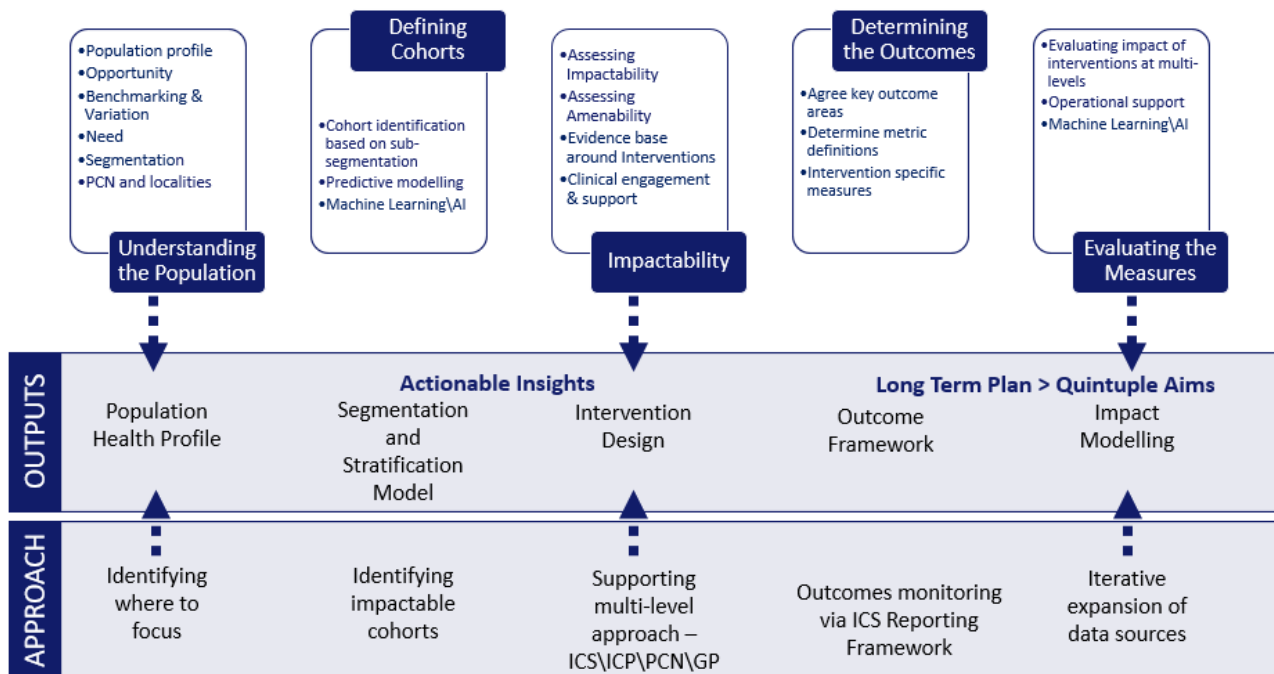 •Population profile
•Opportunity
•Benchmarking &
Variation
•Need
•Segmentation
•PCN and localities
Understanding
the Population
Defining
Cohorts
•Cohort identification
based on sub-
segmentation
•Predictive modelling
•Machine Learning\AI
•Assessing
Impactability
•Assessing
Amenability
•Evidence base
around Interventions
•Clinical engagement
& support
Impactability
Determining
the Outcomes
•Agree key outcome
areas
•Determine metric
definitions
•Intervention specific
measures
•Evaluating impact of
interventions at multi-
levels
•Operational support
•Machine Learning\AI
Evaluating the
Measures
OUTPUTS
Actionable Insights
Long Term Plan > Quintuple Aims
Population
Health Profile
Segmentation
and
Stratification
Model
Intervention
Design
Outcome
Framework
Impact
Modelling
APPROACH
Identifying
where to
focus
Identifying
impactable
cohorts
Supporting
multi-level
approach –
ICS\ICP\PCN\GP
Outcomes monitoring
via ICS Reporting
Framework
Iterative
expansion of
data sources